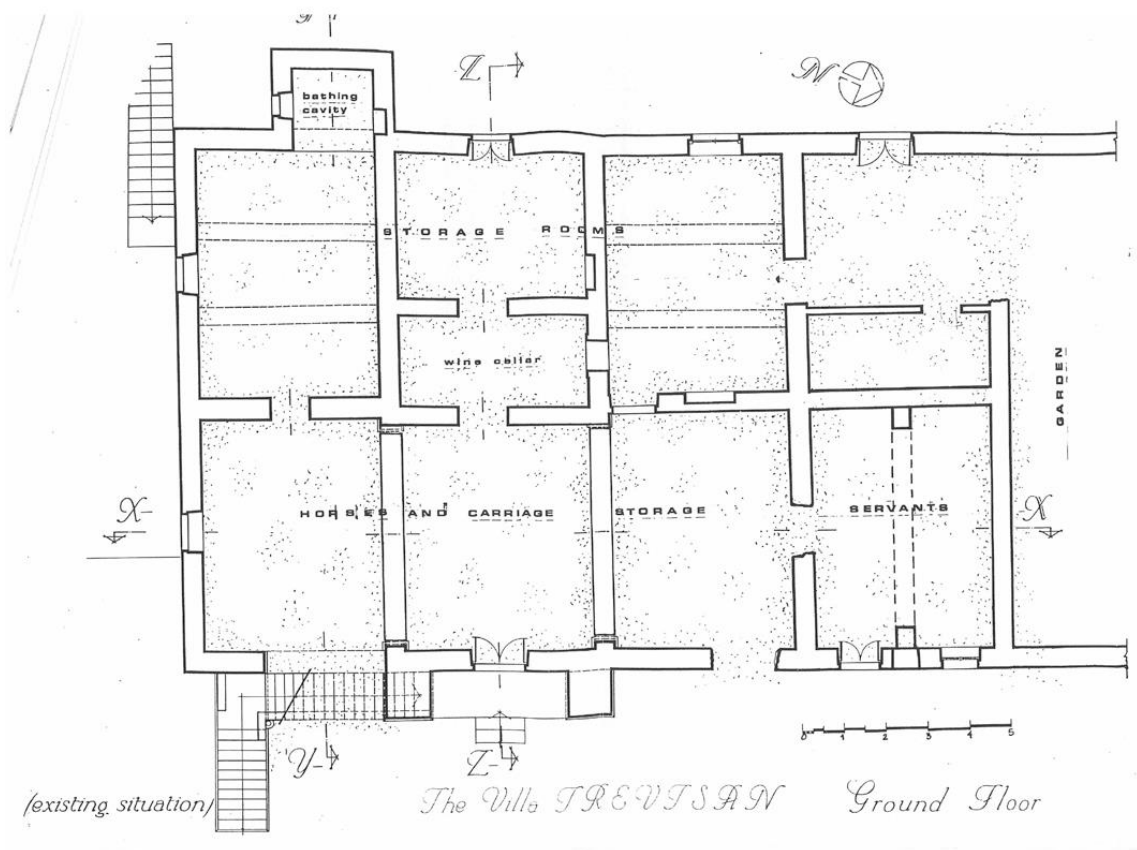 Y
Z
N
bathing
cavity
STORAGE ROOMS
wine cellar
GARDEN
X
HORSES AND CARRIAGE STORAGE
SERVANTS
X
0 1 2 3 4 5
Y
Z
(existing situation)
The Villa TREVISAN
Ground Floor